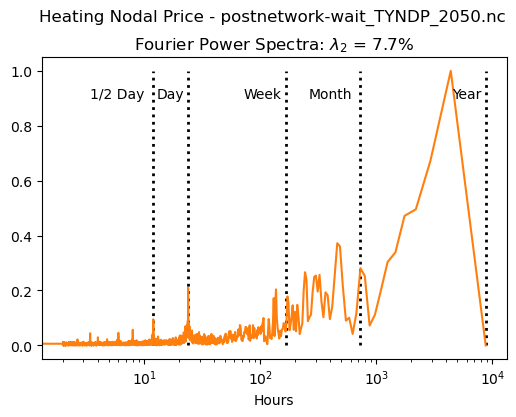 Heating Nodal Price - postnetwork-wait_TYNDP_2050.nc
Fourier Power Spectra: λ₂ = 7.7%
1.0
0.8
0.6
0.4
0.2
0.0
1/2 Day
Day
Week
Month
Year
10¹
10²
10³
10⁴
Hours